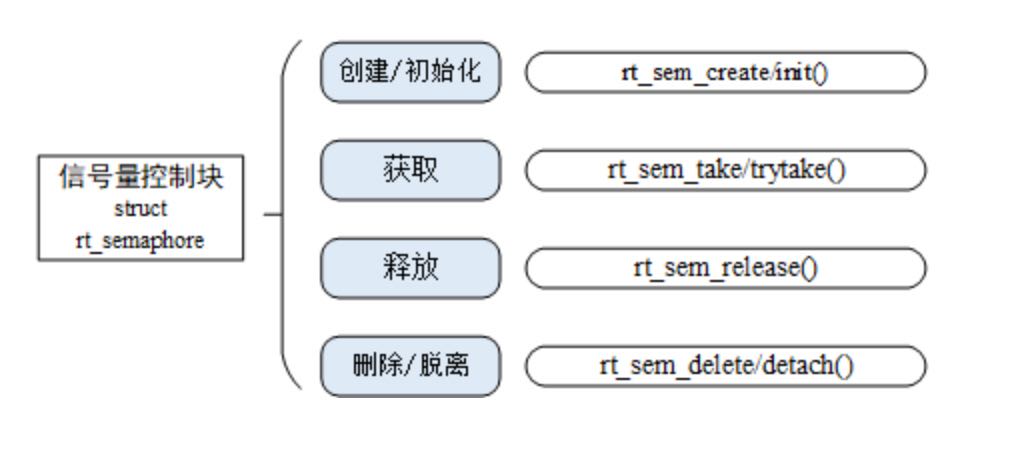 信号量控制块
struct
rt_semaphore
创建/初始化
rt_sem_create/init()
获取
rt_sem_take/trytake()
释放
rt_sem_release()
删除/脱离
rt_sem_delete/detach()